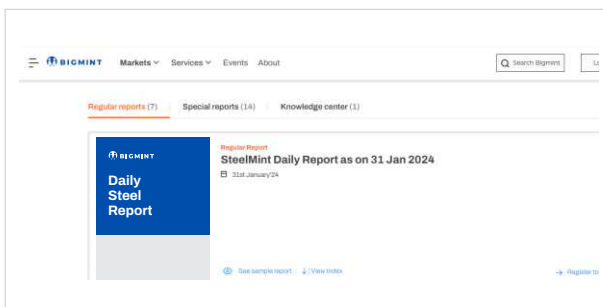 BIGMINT Markets Services Events About Search Bigmint
Regular reports (7) Special reports (14) Knowledge center (1)
BIGMINT
Daily
Steel
Report
Regular Report
SteelMint Daily Report as on 31 Jan 2024
31st January'24
See sample report View Index Register to